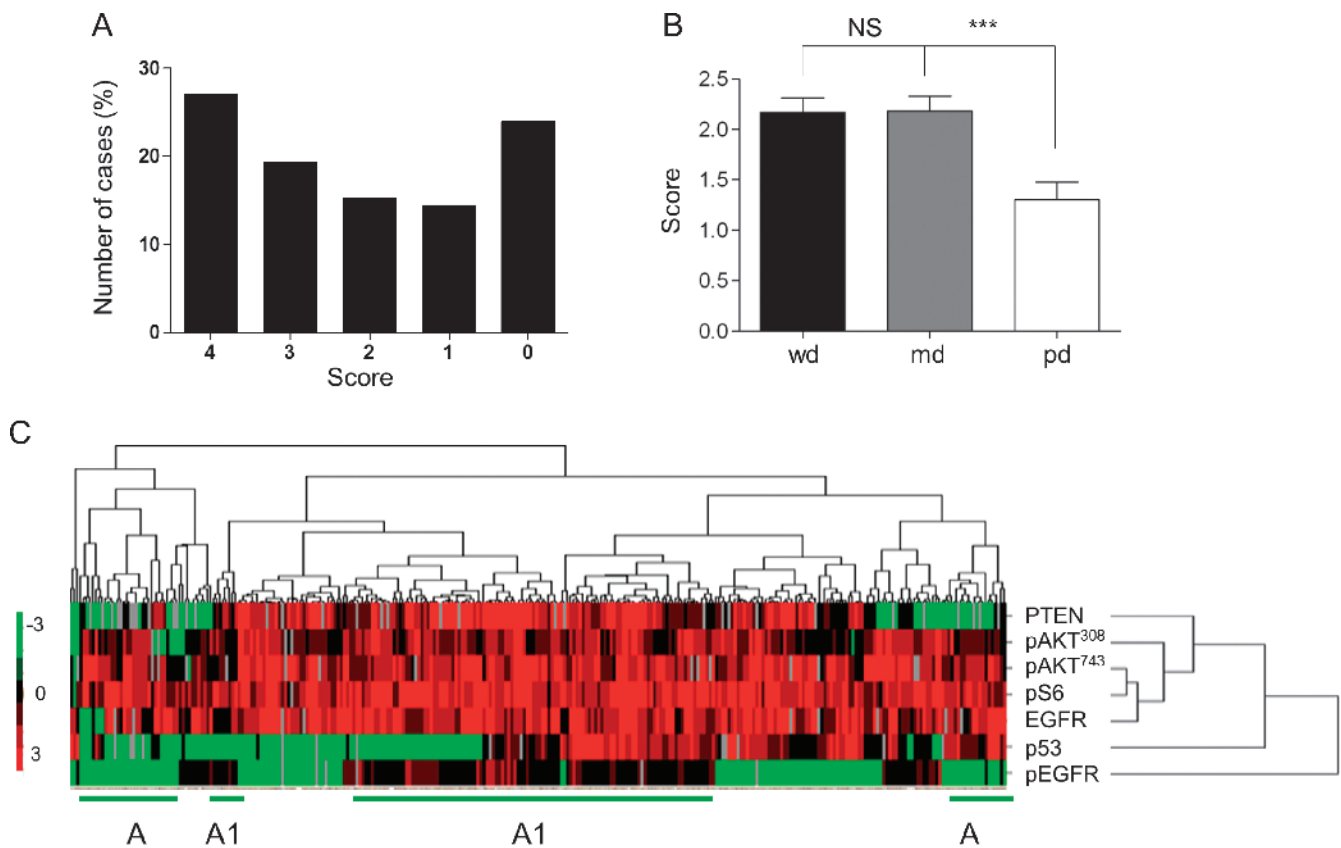 A
Number of cases (%)
30
20
10
0
4 3 2 1 0
Score
B
NS ***
Score
2.5
2.0
1.5
1.0
0.5
0.0
wd md pd
C
-3
0
3
PTEN
pAKT³⁰⁸
pAKT⁷⁴³
pS6
EGFR
p53
pEGFR
A A1 A1 A